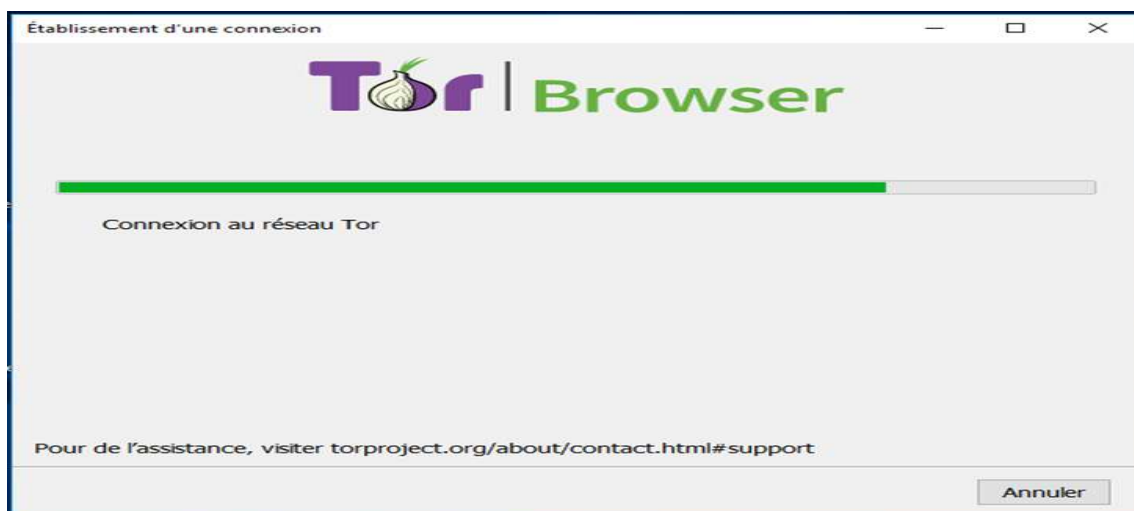 Établissement d'une connexion
Tor Browser
Connexion au réseau Tor
Pour de l'assistance, visiter torproject.org/about/contact.html#support
Annuler